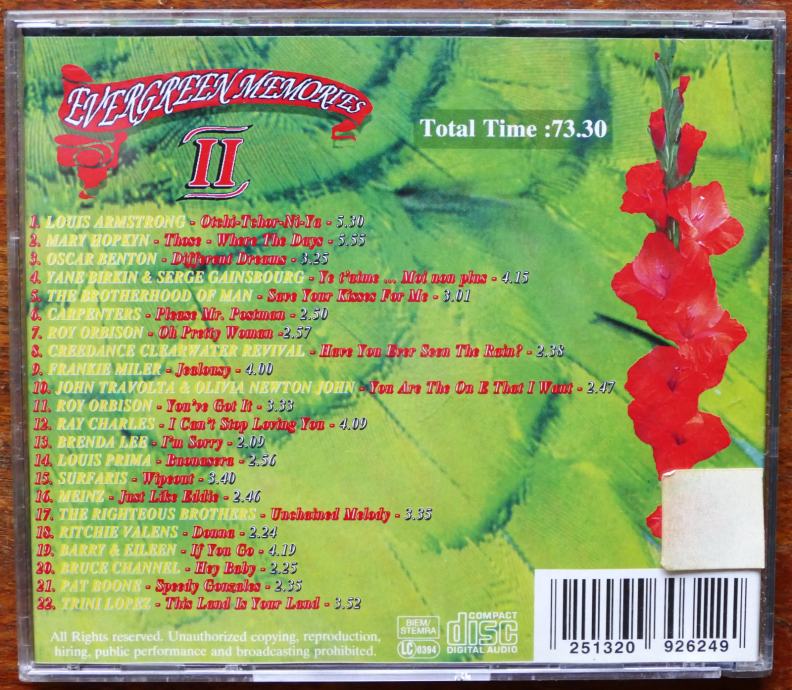 EVERGREEN MEMORIES
II
Total Time :73.30
1. LOUIS ARMSTRONG - Otchi-Tchor-Ni-Ya - 5.30
2. MARY HOPKYN - Those - Where The Days - 5.55
3. OSCAR BENTON - Different Dreams - 3.25
4. YANE BIRKIN & SERGE GAINSBOURG - Ye t'aime ... Moi non plus - 4.15
5. THE BROTHERHOOD OF MAN - Save Your Kisses For Me - 3.01
6. CARPENTERS - Please Mr. Postman - 2.50
7. ROY ORBISON - Oh Pretty Woman -2.57
8. CREEDANCE CLEARWATER REVIVAL - Have You Ever Seen The Rain? - 2.38
9. FRANKIE MILER - Jealousy - 4.00
10. JOHN TRAVOLTA & OLIVIA NEWTON JOHN - You Are The On E That I Want - 2.47
11. ROY ORBISON - You've Got It - 3.33
12. RAY CHARLES - I Can't Stop Loving You - 4.09
13. BRENDA LEE - I'm Sorry - 2.09
14. LOUIS PRIMA - Buonasera - 2.56
15. SURFARIS - Wipeout - 3.40
16. MEINZ - Just Like Eddie - 2.46
17. THE RIGHTEOUS BROTHERS - Unchained Melody - 3.35
18. RITCHIE VALENS - Donna - 2.24
19. BARRY & EILEEN - If You Go - 4.19
20. BRUCE CHANNEL - Hey Baby - 2.25
21. PAT BOONE - Speedy Gonzales - 2.35
22. TRINI LOPEZ - This Land Is Your Land - 3.52
All Rights reserved. Unauthorized copying, reproduction,
hiring, public performance and broadcasting prohibited.
BIEM/
STEMRA
LC 0394
COMPACT
disc
DIGITAL AUDIO
251320 926249